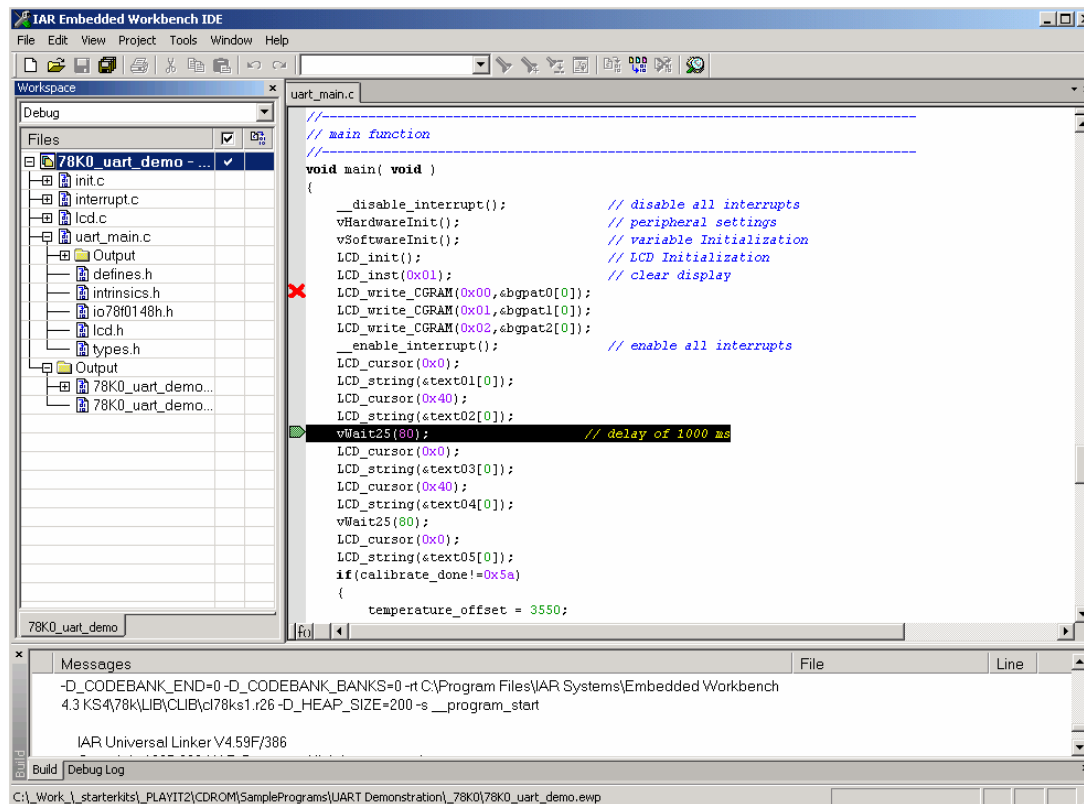 IAR Embedded Workbench IDE
File Edit View Project Tools Window Help
Workspace
Debug
Files
78K0_uart_demo - ...
init.c
interrupt.c
lcd.c
uart_main.c
Output
defines.h
intrinsics.h
io78f0148h.h
lcd.h
types.h
Output
78K0_uart_demo...
78K0_uart_demo...
78K0_uart_demo
uart_main.c
//-----------------------------------------------------------------------------
// main function
//-----------------------------------------------------------------------------
void main( void )
{
__disable_interrupt(); // disable all interrupts
vHardwareInit(); // peripheral settings
vSoftwareInit(); // variable Initialization
LCD_init(); // LCD Initialization
LCD_inst(0x01); // clear display
LCD_write_CGRAM(0x00,&bgpat0[0]);
LCD_write_CGRAM(0x01,&bgpat1[0]);
LCD_write_CGRAM(0x02,&bgpat2[0]);
__enable_interrupt(); // enable all interrupts
LCD_cursor(0x0);
LCD_string(&text01[0]);
LCD_cursor(0x40);
LCD_string(&text02[0]);
vWait25(80); // delay of 1000 ms
LCD_cursor(0x0);
LCD_string(&text03[0]);
LCD_cursor(0x40);
LCD_string(&text04[0]);
vWait25(80);
LCD_cursor(0x0);
LCD_string(&text05[0]);
if(calibrate_done!=0x5a)
{
temperature_offset = 3550;
f()
Messages File Line
-D_CODEBANK_END=0 -D_CODEBANK_BANKS=0 -rt C:\Program Files\IAR Systems\Embedded Workbench
4.3 KS4\78k\LIB\CLIB\cl78ks1.r26 -D_HEAP_SIZE=200 -s __program_start
IAR Universal Linker V4.59F/386
Build
Build Debug Log
C:\_Work_\_starterkits\_PLAYIT2\CDROM\SamplePrograms\UART Demonstration\_78K0\78K0_uart_demo.ewp